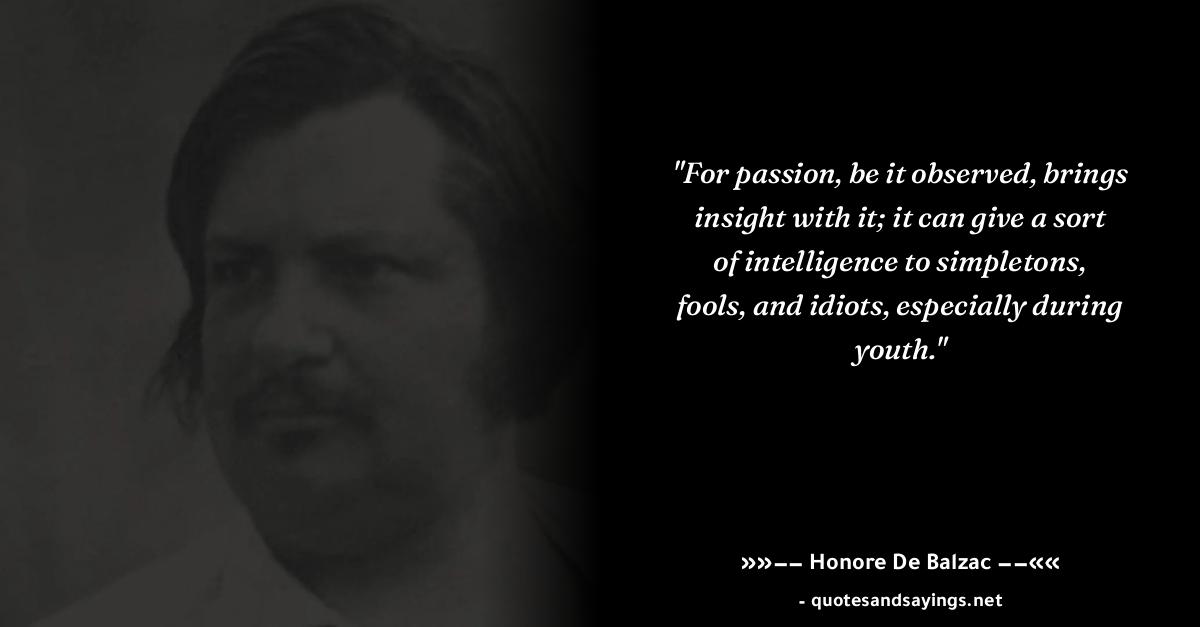 "For passion, be it observed, brings
insight with it; it can give a sort
of intelligence to simpletons,
fools, and idiots, especially during
youth."
»»−− Honore De Balzac −−««
- quotesandsayings.net